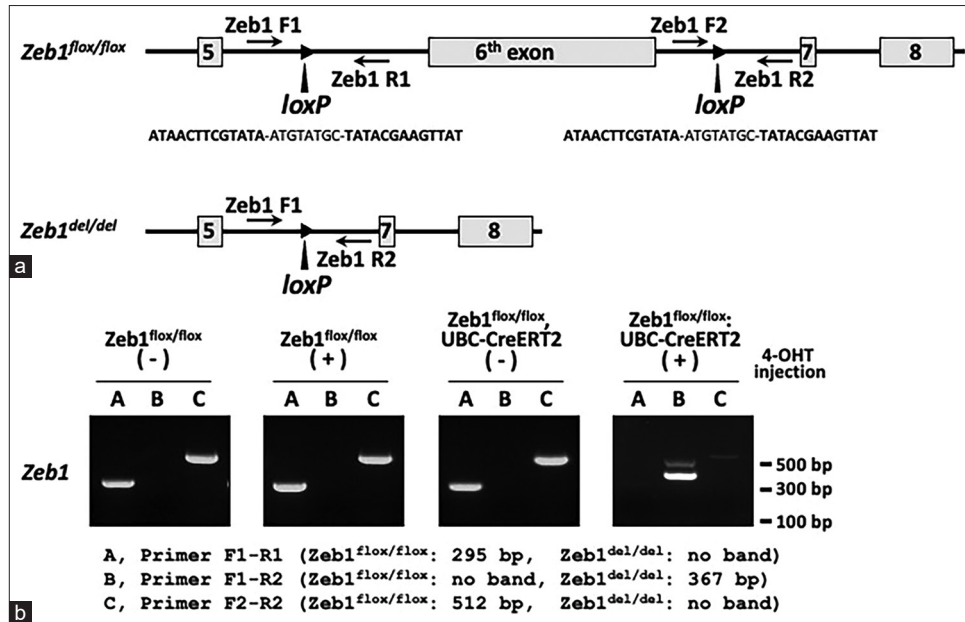 Zeb1flox/flox 5 Zeb1 F1 Zeb1 R1 6th exon Zeb1 F2 Zeb1 R2 7 8
loxP loxP
ATAACTTCGTATA-ATGTATGC-TATACGAAGTTAT ATAACTTCGTATA-ATGTATGC-TATACGAAGTTAT
Zeb1del/del 5 Zeb1 F1 Zeb1 R2 7 8
loxP
a
Zeb1flox/flox Zeb1flox/flox Zeb1flox/flox, Zeb1flox/flox:
UBC-CreERT2 UBC-CreERT2
(-) (+) (-) (+) 4-OHT
injection
A B C A B C A B C A B C
Zeb1
500 bp
300 bp
100 bp
A, Primer F1-R1 (Zeb1flox/flox: 295 bp, Zeb1del/del: no band)
B, Primer F1-R2 (Zeb1flox/flox: no band, Zeb1del/del: 367 bp)
C, Primer F2-R2 (Zeb1flox/flox: 512 bp, Zeb1del/del: no band)
b